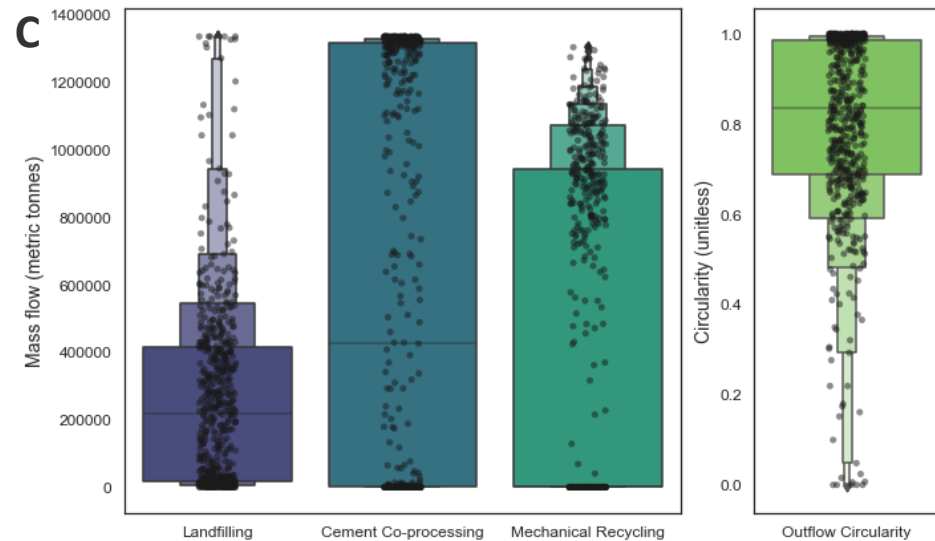 C
Mass flow (metric tonnes)
1400000
1200000
1000000
800000
600000
400000
200000
0
Landfilling
Cement Co-processing
Mechanical Recycling
Circularity (unitless)
1.0
0.8
0.6
0.4
0.2
0.0
Outflow Circularity